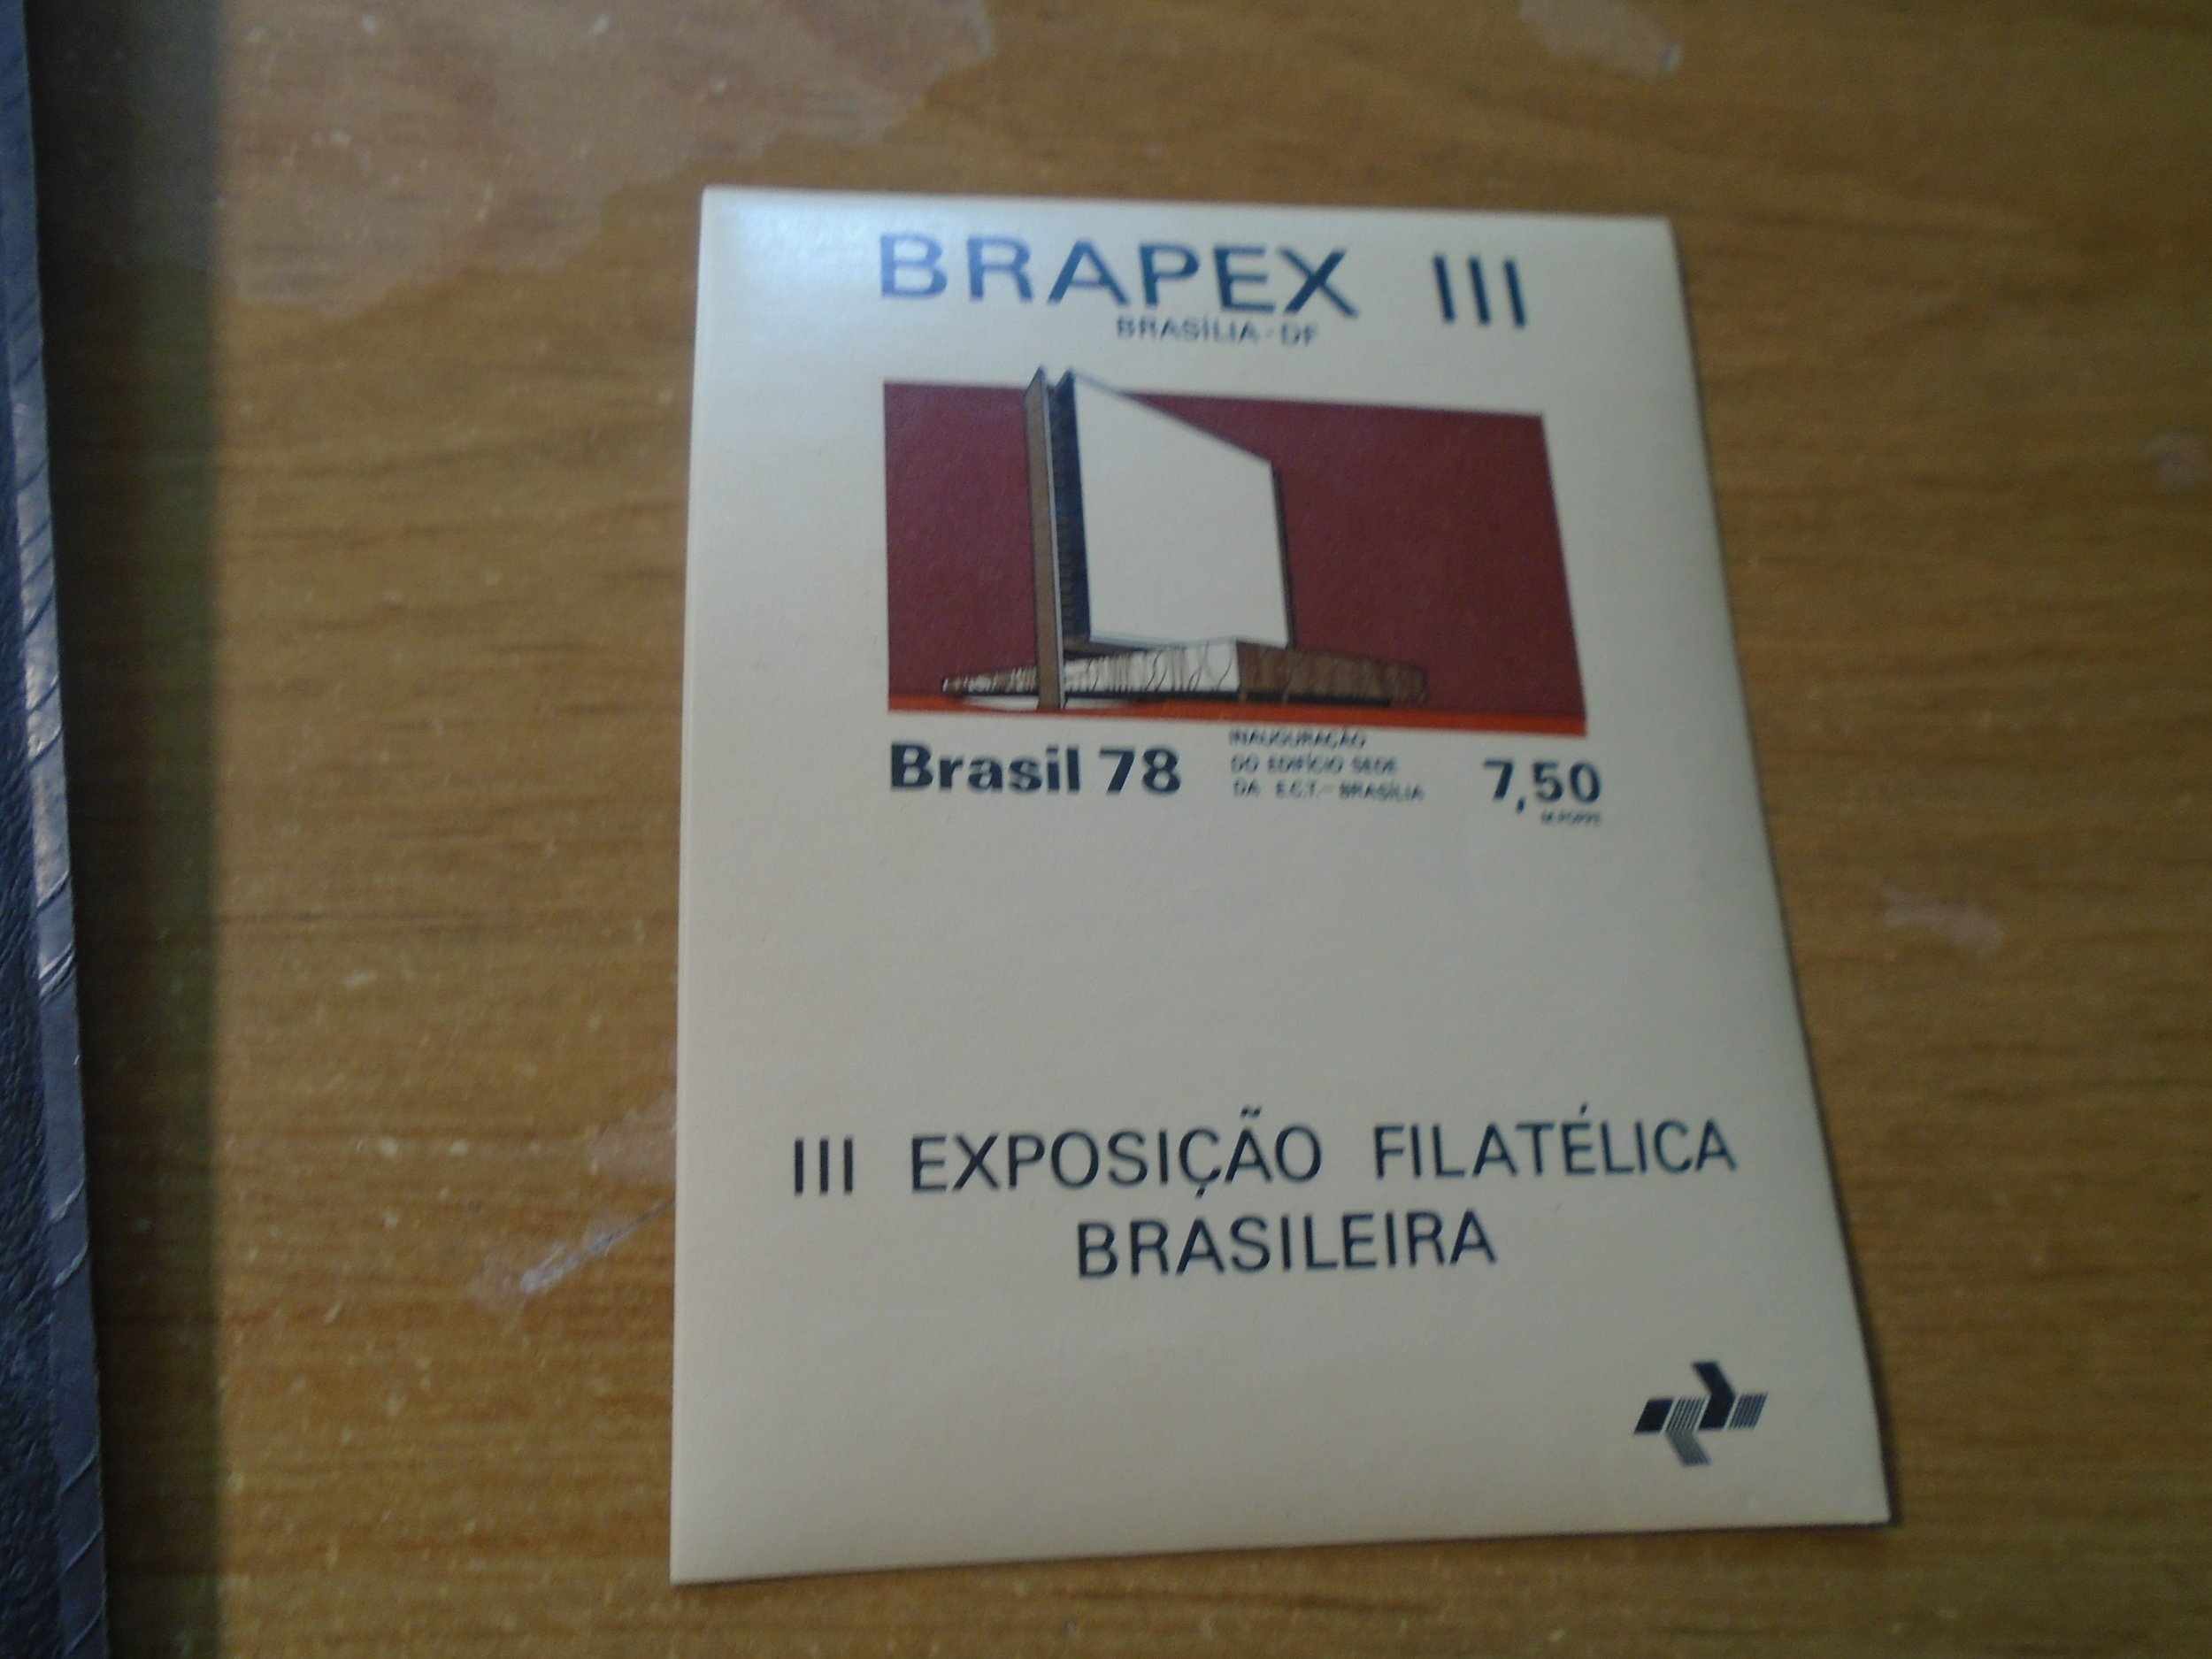 BRAPEX III
BRASÍLIA - DF
Brasil 78
INAUGURAÇÃO
DO EDIFÍCIO SEDE
DA E.C.T. - BRASÍLIA
7,50
III EXPOSIÇÃO FILATÉLICA
BRASILEIRA